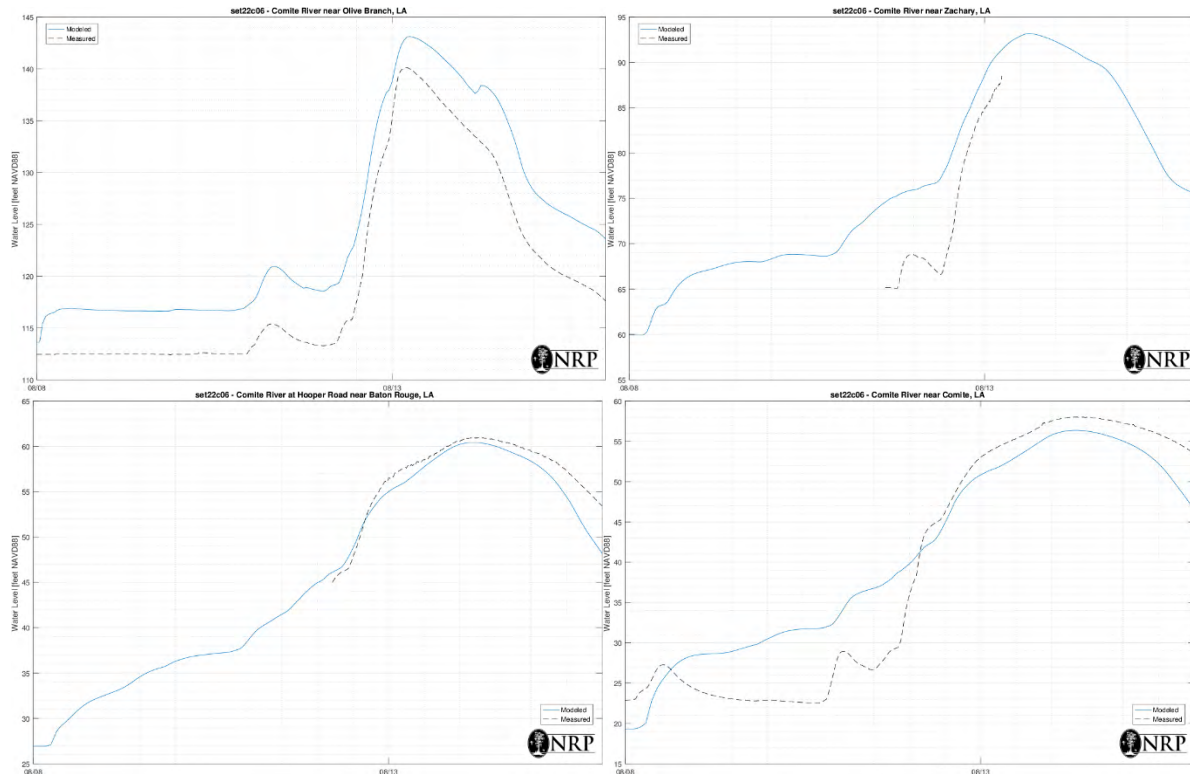 set22c06 - Comite River near Olive Branch, LA
145
140
135
130
125
120
115
110
Water Level [feet NAVD88]
Modeled
Measured
NRP
08/08
08/13
set22c06 - Comite River near Zachary, LA
95
90
85
80
75
70
65
60
55
Water Level [feet NAVD88]
Modeled
Measured
NRP
08/08
08/13
set22c06 - Comite River at Hooper Road near Baton Rouge, LA
65
60
55
50
45
40
35
30
25
Water Level [feet NAVD88]
Modeled
Measured
NRP
08/08
08/13
set22c06 - Comite River near Comite, LA
60
55
50
45
40
35
30
25
20
15
Water Level [feet NAVD88]
Modeled
Measured
NRP
08/08
08/13